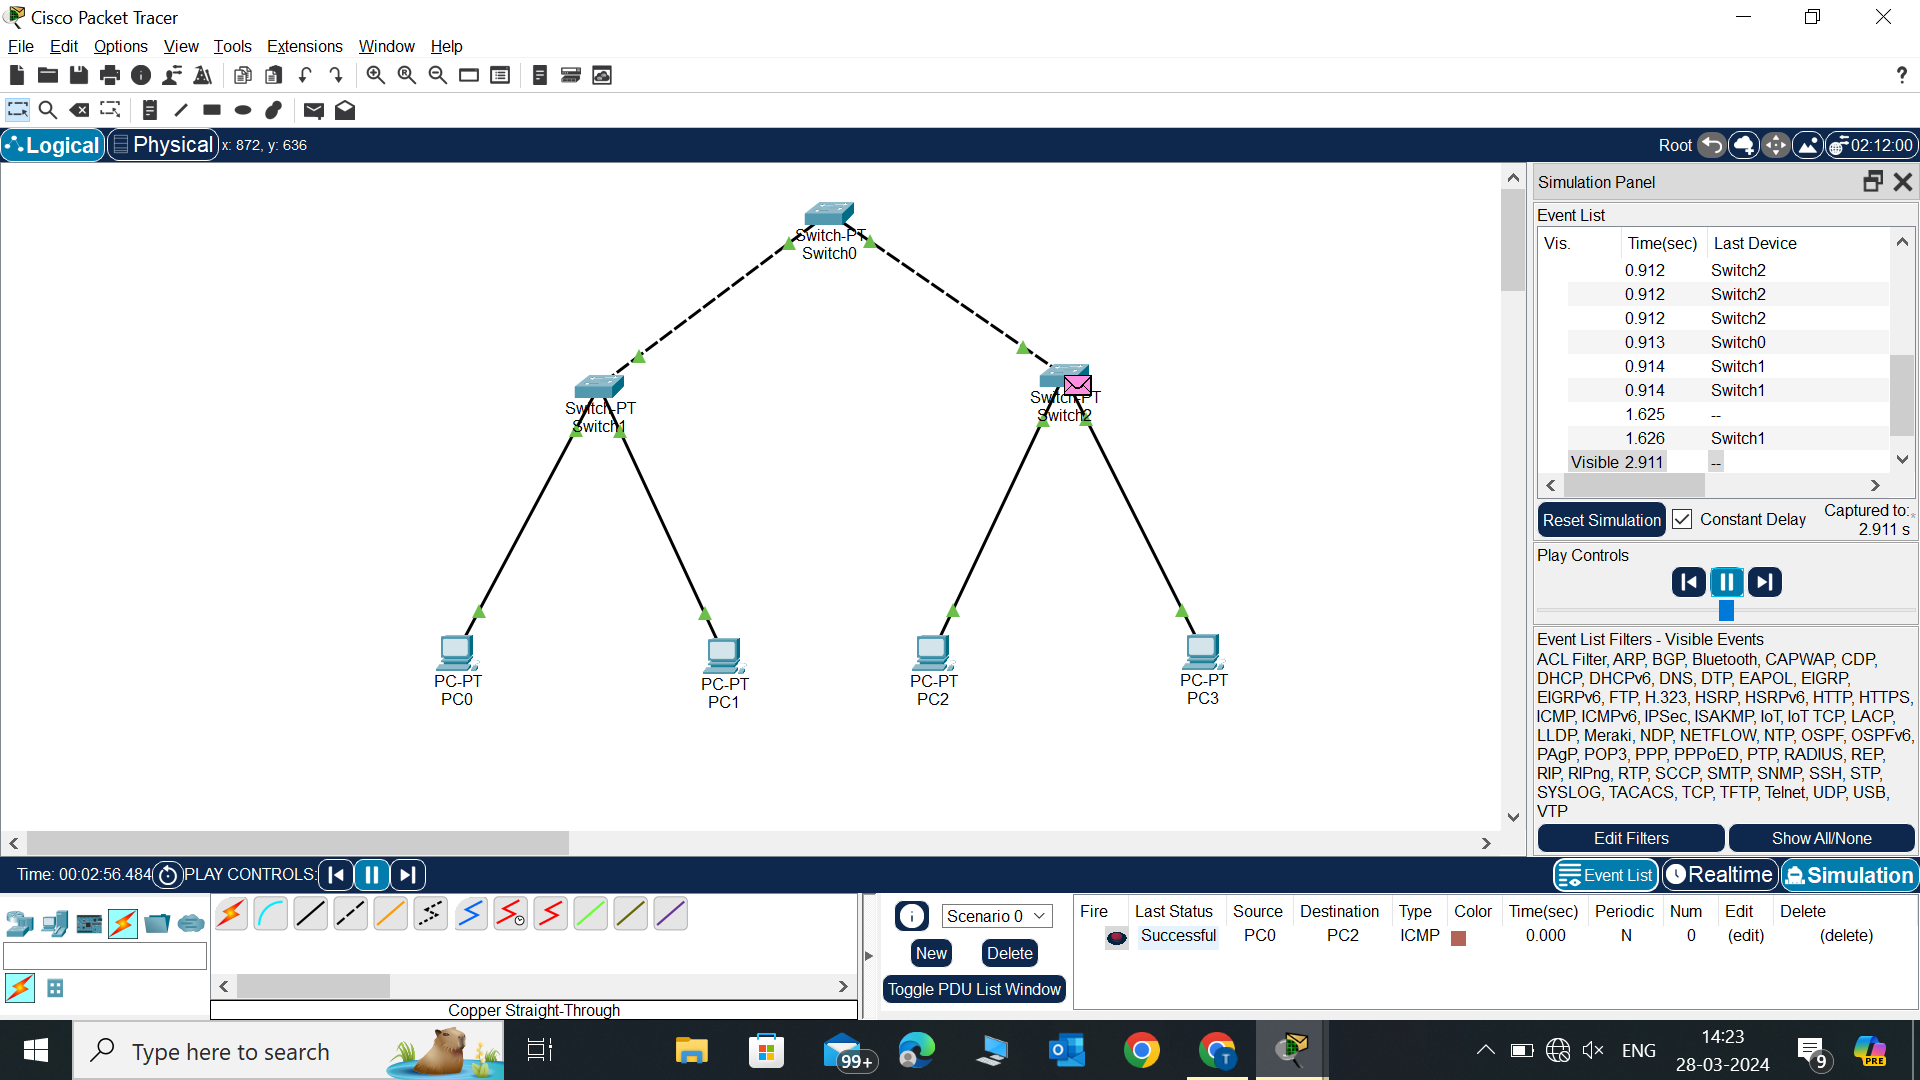 Cisco Packet Tracer
File Edit Options View Tools Extensions Window Help
Logical Physical x: 872, y: 636 Root 02:12:00
Switch-PT
Switch0
Switch-PT
Switch1
Switch-PT
Switch2
PC-PT
PC0
PC-PT
PC1
PC-PT
PC2
PC-PT
PC3
Simulation Panel
Event List
Vis. Time(sec) Last Device
0.912 Switch2
0.912 Switch2
0.912 Switch2
0.913 Switch0
0.914 Switch1
0.914 Switch1
1.625 --
1.626 Switch1
Visible 2.911 --
Reset Simulation Constant Delay Captured to:
2.911 s
Play Controls
Event List Filters - Visible Events
ACL Filter, ARP, BGP, Bluetooth, CAPWAP, CDP,
DHCP, DHCPv6, DNS, DTP, EAPOL, EIGRP,
EIGRPv6, FTP, H.323, HSRP, HSRPv6, HTTP, HTTPS,
ICMP, ICMPv6, IPSec, ISAKMP, IoT, IoT TCP, LACP,
LLDP, Meraki, NDP, NETFLOW, NTP, OSPF, OSPFv6,
PAgP, POP3, PPP, PPPoED, PTP, RADIUS, REP,
RIP, RIPng, RTP, SCCP, SMTP, SNMP, SSH, STP,
SYSLOG, TACACS, TCP, TFTP, Telnet, UDP, USB,
VTP
Edit Filters Show All/None
Time: 00:02:56.484 PLAY CONTROLS: Event List Realtime Simulation
Copper Straight-Through
Scenario 0
New Delete
Toggle PDU List Window
Fire Last Status Source Destination Type Color Time(sec) Periodic Num Edit Delete
Successful PC0 PC2 ICMP 0.000 N 0 (edit) (delete)
Type here to search
99+
T
ENG
14:23
28-03-2024
9
PRE